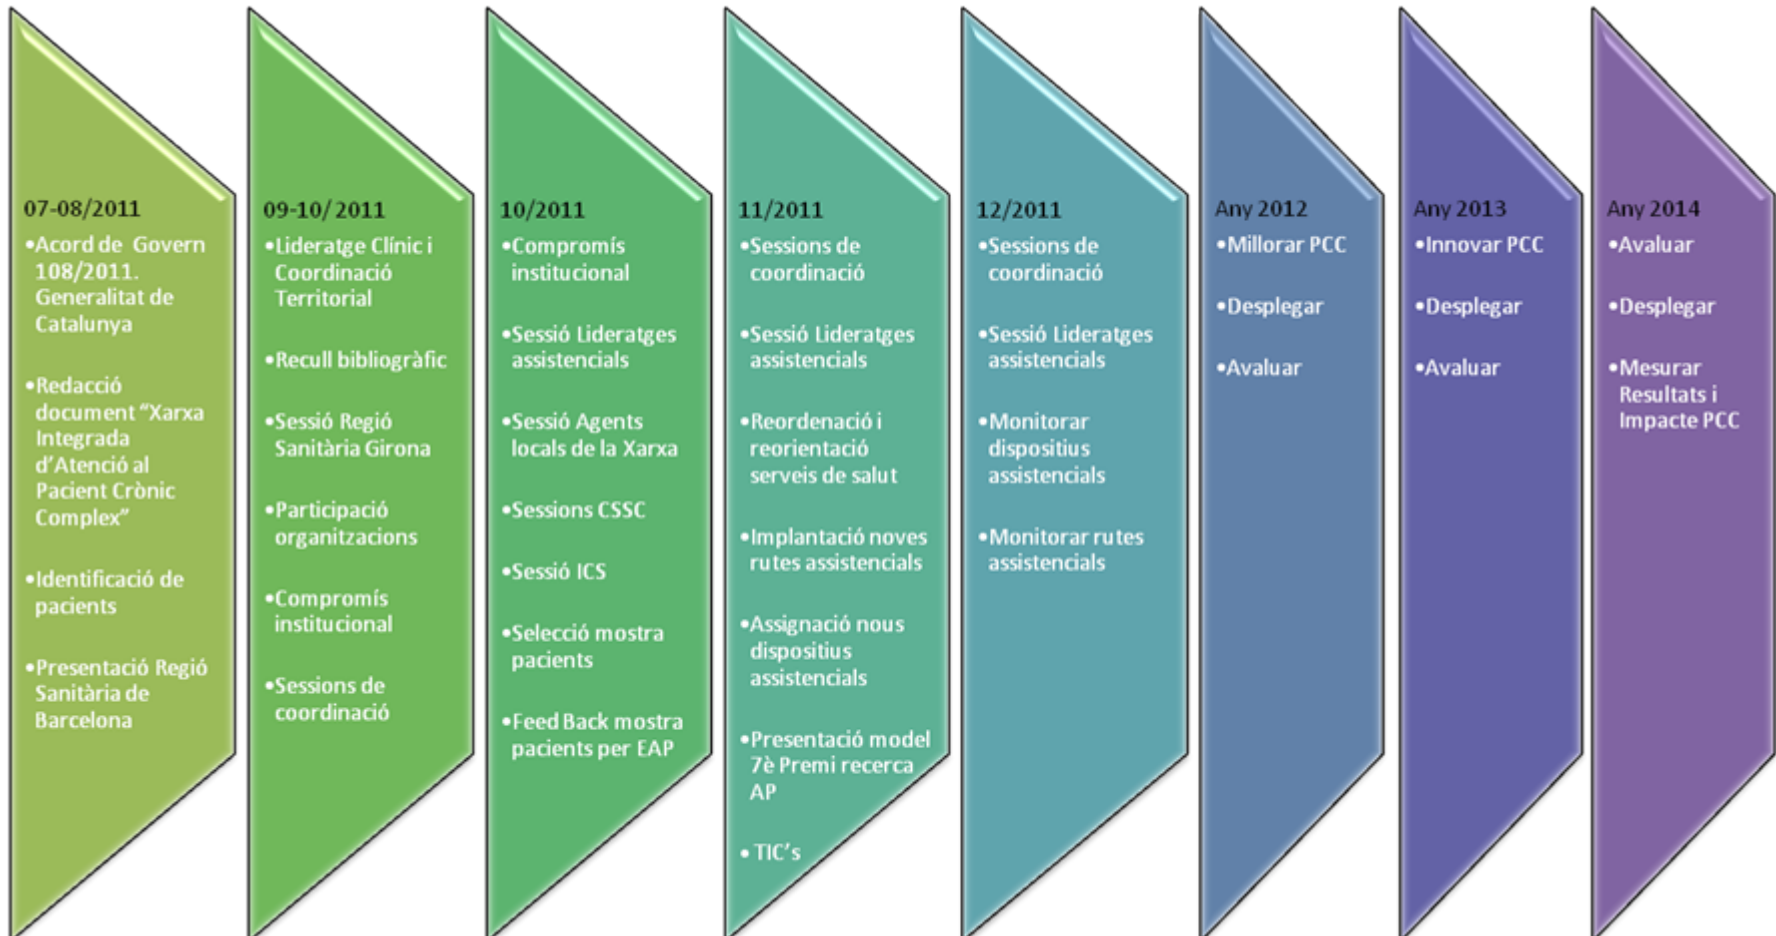 07-08/2011
•Acord de Govern
108/2011.
Generalitat de
Catalunya
•Redacció
document “Xarxa
Integrada
d’Atenció al
Pacient Crònic
Complex”
•Identificació de
pacients
•Presentació Regió
Sanitària de
Barcelona
09-10/ 2011
•Lideratge Clínic i
Coordinació
Territorial
•Recull bibliogràfic
•Sessió Regió
Sanitària Girona
•Participació
organitzacions
•Compromís
institucional
•Sessions de
coordinació
10/2011
•Compromís
institucional
•Sessió Lideratges
assistencials
•Sessió Agents
locals de la Xarxa
•Sessions CSSC
•Sessió ICS
•Selecció mostra
pacients
•Feed Back mostra
pacients per EAP
11/2011
•Sessions de
coordinació
•Sessió Lideratges
assistencials
•Reordenació i
reorientació
serveis de salut
•Implantació noves
rutes assistencials
•Assignació nous
dispositius
assistencials
•Presentació model
7è Premi recerca
AP
• TIC’s
12/2011
•Sessions de
coordinació
•Sessió Lideratges
assistencials
•Monitorar
dispositius
assistencials
•Monitorar rutes
assistencials
Any 2012
•Millorar PCC
•Desplegar
•Avaluar
Any 2013
•Innovar PCC
•Desplegar
•Avaluar
Any 2014
•Avaluar
•Desplegar
•Mesurar
Resultats i
Impacte PCC